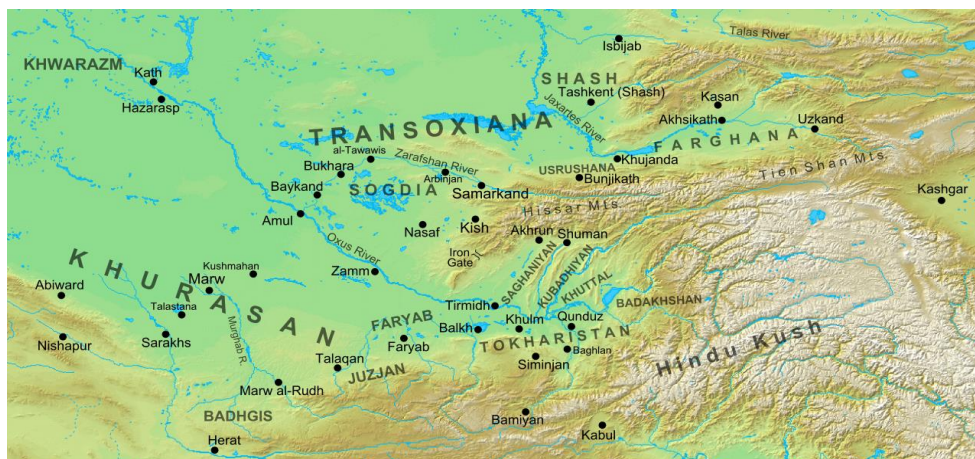 Talas River
Isbijab
KHWARAZM
Kath
Hazarasp
SHASH
Tashkent (Shash)
Kasan
Jaxartes River
Akhsikath
Uzkand
TRANSOXIANA
FARGHANA
al-Tawawis
Zarafshan River
Khujanda
Bukhara
Arbinjan
USRUSHANA
Tien Shan Mts.
Bunjikath
Baykand
SOGDIA
Samarkand
Kashgar
Amul
Hissar Mts.
Nasaf
Kish
Akhrun
Shuman
Oxus River
Iron
Gate
KHURASAN
Kushmahan
Zamm
SAGHANIYAN
KUBADHIYAN
KHUTTAL
Abiward
Marw
BADAKHSHAN
Talastana
Tirmidh
FARYAB
Qunduz
Nishapur
Sarakhs
Murghab R.
Balkh
Khulm
Faryab
TOKHARISTAN
Hindu Kush
Baghlan
Talaqan
Siminjan
JUZJAN
Marw al-Rudh
BADHGIS
Bamiyan
Kabul
Herat